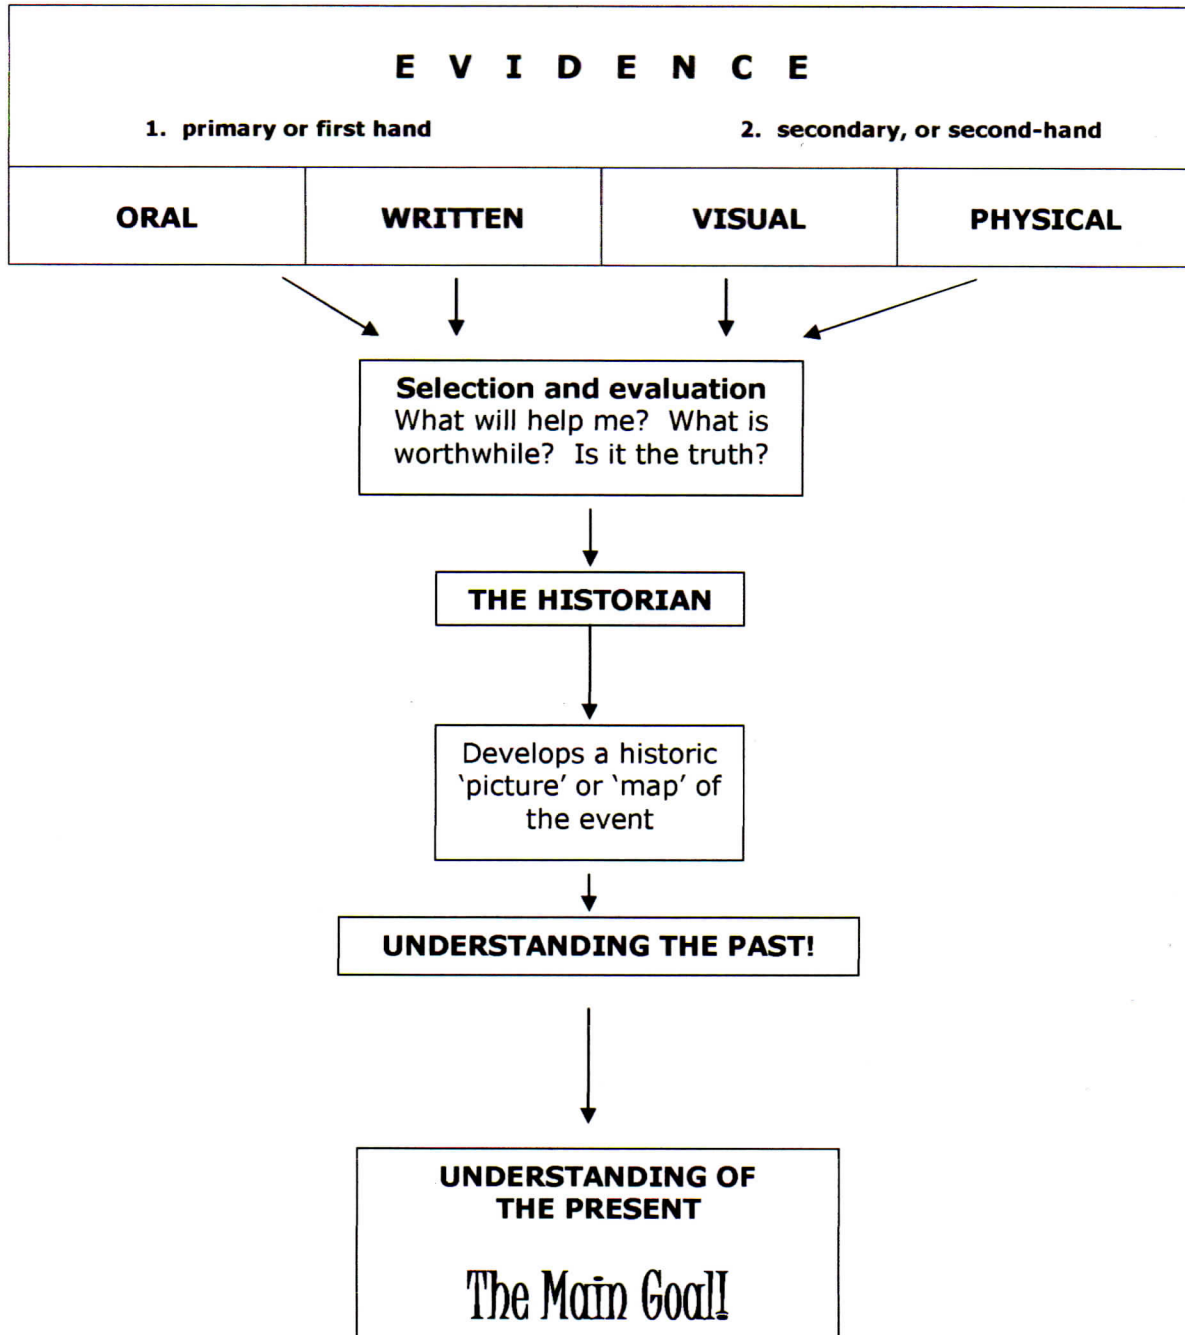 E V I D E N C E
1. primary or first hand 2. secondary, or second-hand
ORAL WRITTEN VISUAL PHYSICAL
Selection and evaluation
What will help me? What is
worthwhile? Is it the truth?
THE HISTORIAN
Develops a historic
‘picture’ or ‘map’ of
the event
UNDERSTANDING THE PAST!
UNDERSTANDING OF
THE PRESENT
The Main Goal!